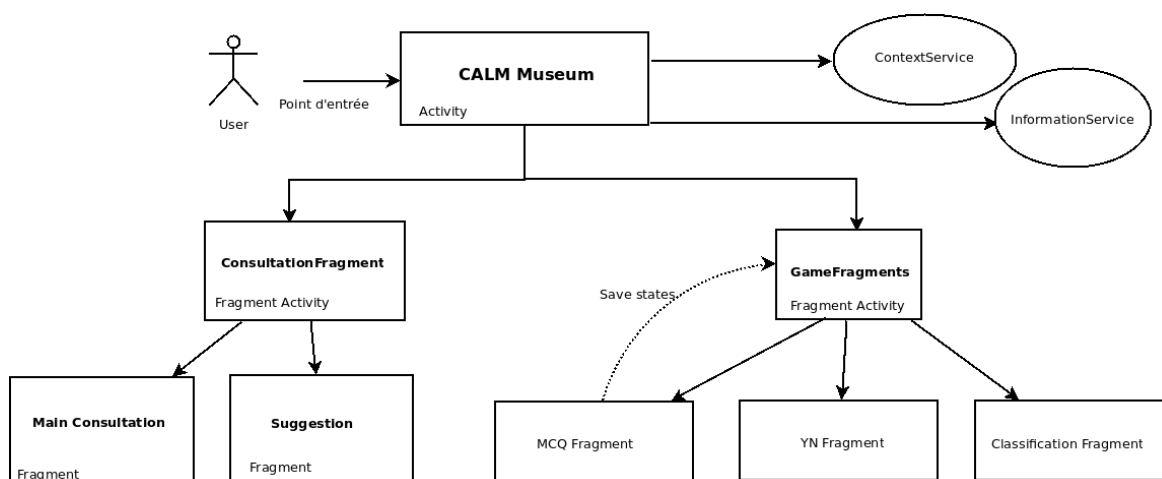 ContextService
CALM Museum
Activity
Point d'entrée
User
InformationService
ConsultationFragment
Fragment Activity
GameFragments
Fragment Activity
Save states
Main Consultation
Fragment
Suggestion
Fragment
MCQ Fragment
YN Fragment
Classification Fragment